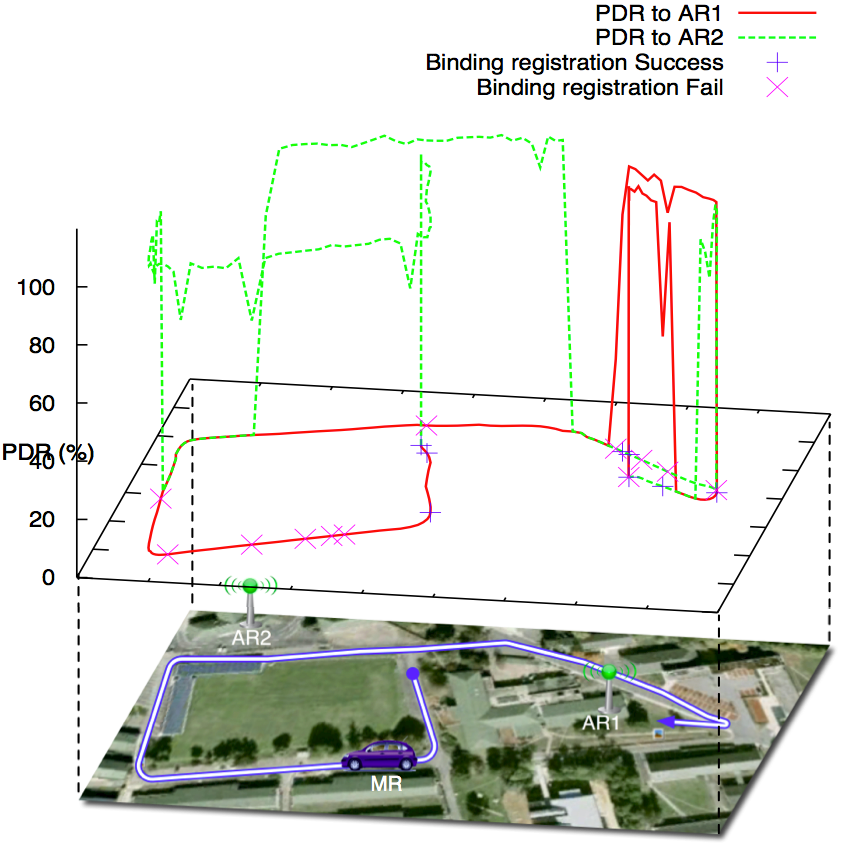 PDR to AR1
PDR to AR2
Binding registration Success
Binding registration Fail
100
80
60
PDR (%)
40
20
0
AR2
AR1
MR